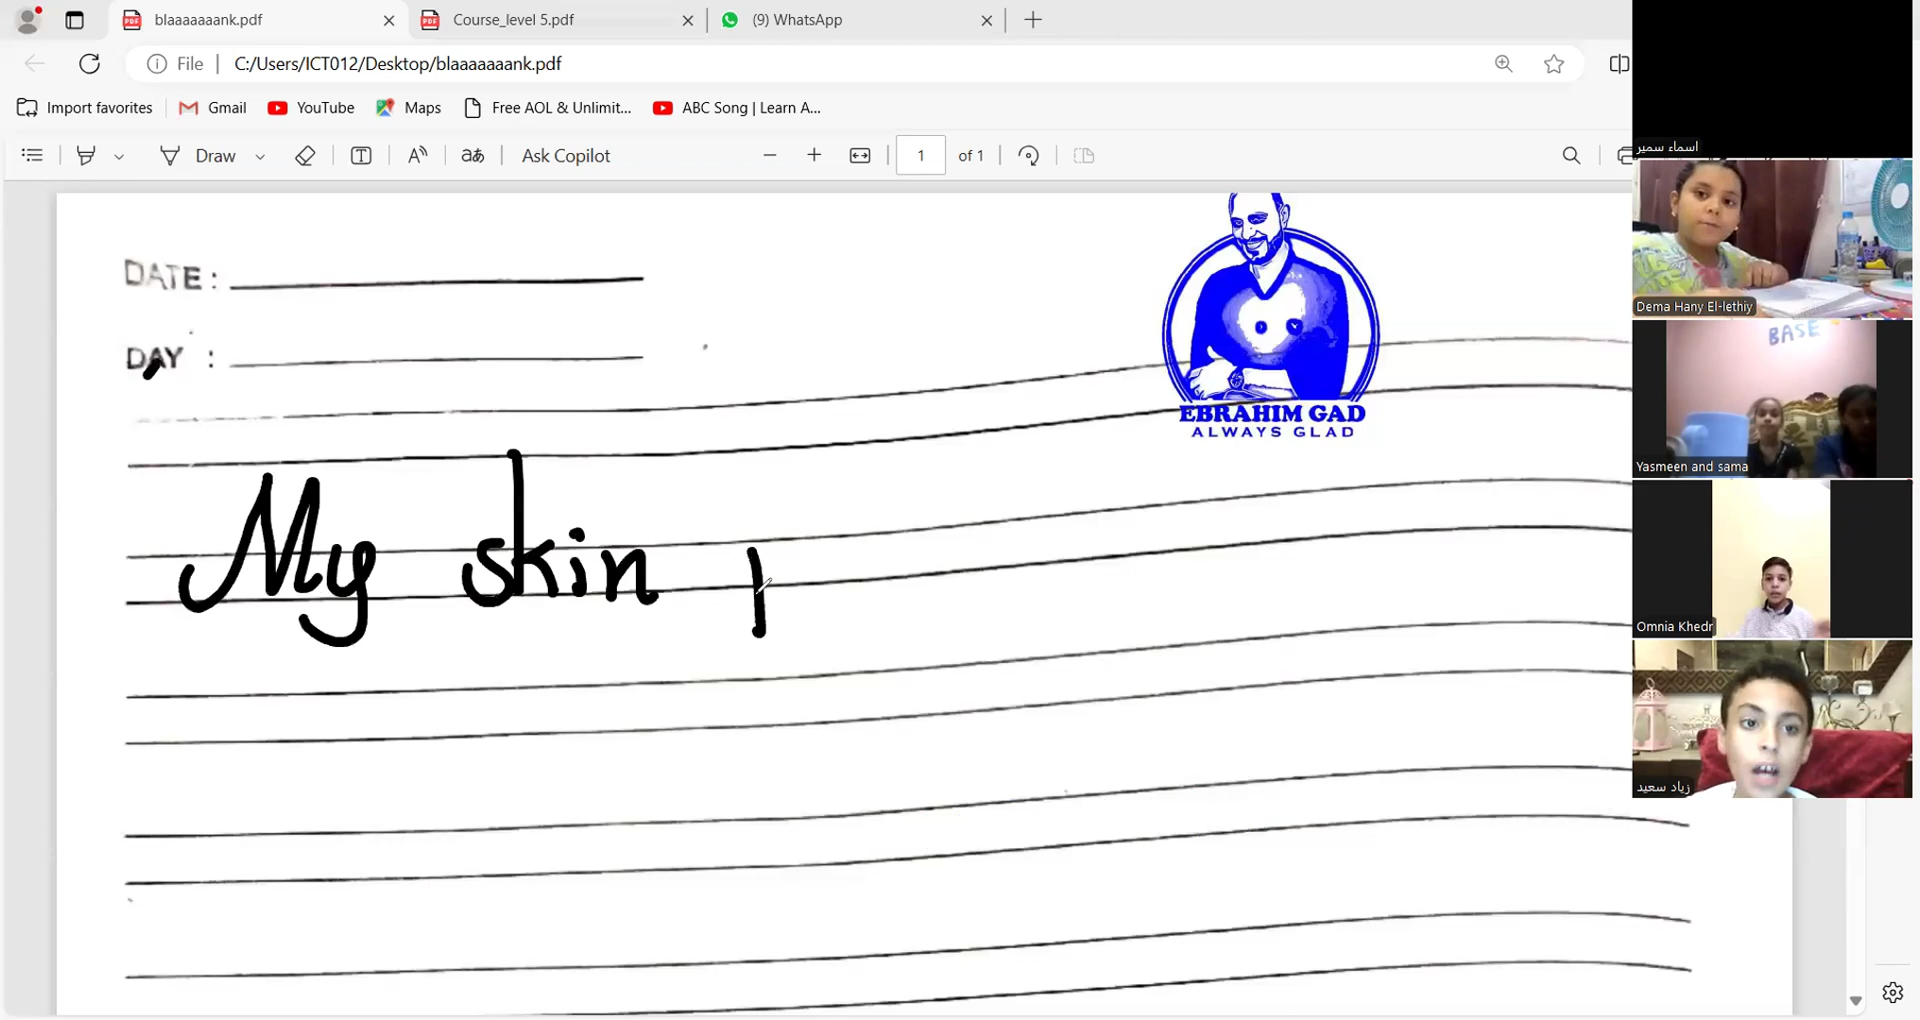 blaaaaaaank.pdf
Course_level 5.pdf
(9) WhatsApp
File
C:/Users/ICT012/Desktop/blaaaaaaank.pdf
Import favorites
Gmail
YouTube
Maps
Free AOL & Unlimit...
ABC Song | Learn A...
Draw
aあ
Ask Copilot
1
of 1
DATE :
DAY :
EBRAHIM GAD
ALWAYS GLAD
My skin
اسماء سمير
Dema Hany El-lethiy
BASE
Yasmeen and sama
Omnia Khedr
زياد سعيد